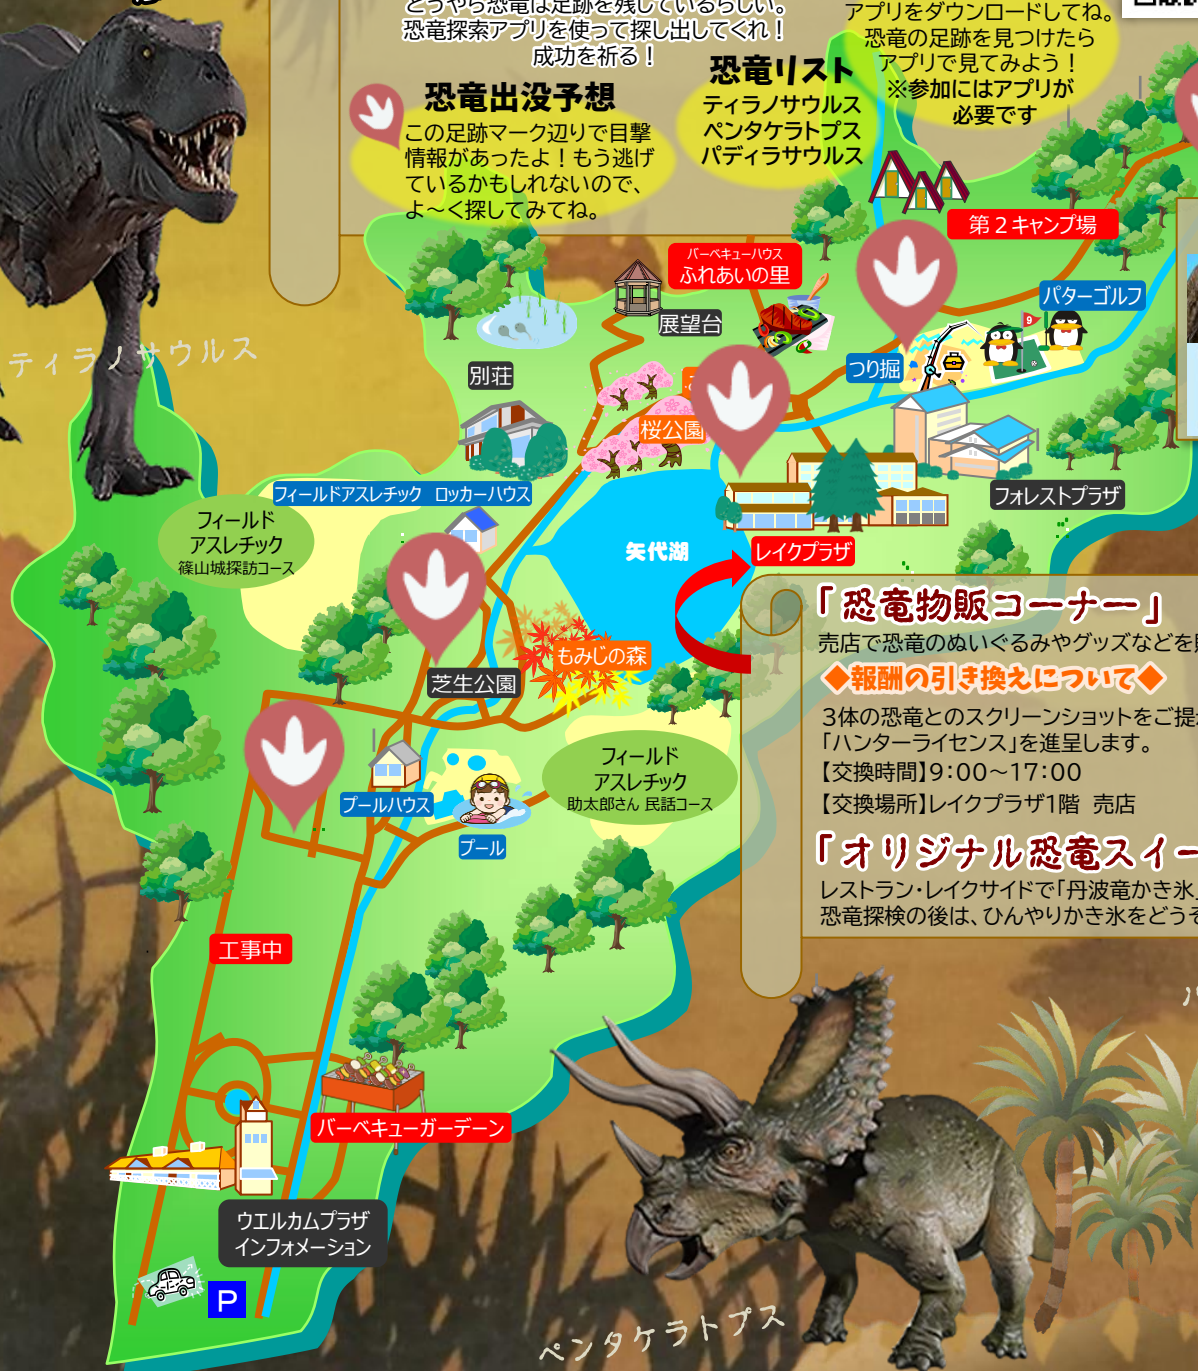 どうやら恐竜は足跡を残しているらしい。
恐竜探索アプリを使って探し出してくれ！
成功を祈る！
アプリをダウンロードしてね。
恐竜の足跡を見つけたら
アプリで見てみよう！
※参加にはアプリが
必要です
恐竜出没予想
この足跡マーク辺りで目撃
情報があったよ！もう逃げ
ているかもしれないので、
よ～く探してみてね。
恐竜リスト
ティラノサウルス
ペンタケラトプス
パディラサウルス
第２キャンプ場
バーベキューハウス
ふれあいの里
パターゴルフ
9
展望台
ティラノサウルス
つり掘
別荘
桜公園
フィールドアスレチック ロッカーハウス
フォレストプラザ
フィールド
アスレチック
篠山城探訪コース
矢代湖
レイクプラザ
「恐竜物販コーナー」
売店で恐竜のぬいぐるみやグッズなどを
◆報酬の引き換えについて◆
3体の恐竜とのスクリーンショットをご提
「ハンターライセンス」を進呈します。
【交換時間】9：00～17：00
【交換場所】レイクプラザ1階 売店
もみじの森
芝生公園
フィールド
アスレチック
助太郎さん 民話コース
プールハウス
プール
「オリジナル恐竜スイー
レストラン・レイクサイドで「丹波竜かき氷」
恐竜探検の後は、ひんやりかき氷をどうぞ
工事中
バーベキューガーデーン
ウエルカムプラザ
インフォメーション
P
ペンタケラトプス